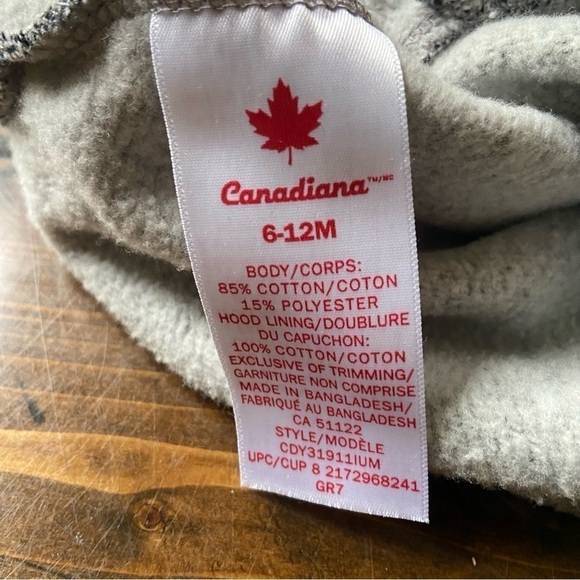 Canadiana™/MC
6-12M
BODY/CORPS:
85% COTTON/COTON
15% POLYESTER
HOOD LINING/DOUBLURE
DU CAPUCHON:
100% COTTON/COTON
EXCLUSIVE OF TRIMMING/
GARNITURE NON COMPRISE
MADE IN BANGLADESH/
FABRIQUÉ AU BANGLADESH
CA 51122
STYLE/MODÈLE
CDY31911IUM
UPC/CUP 8 2172968241
GR7